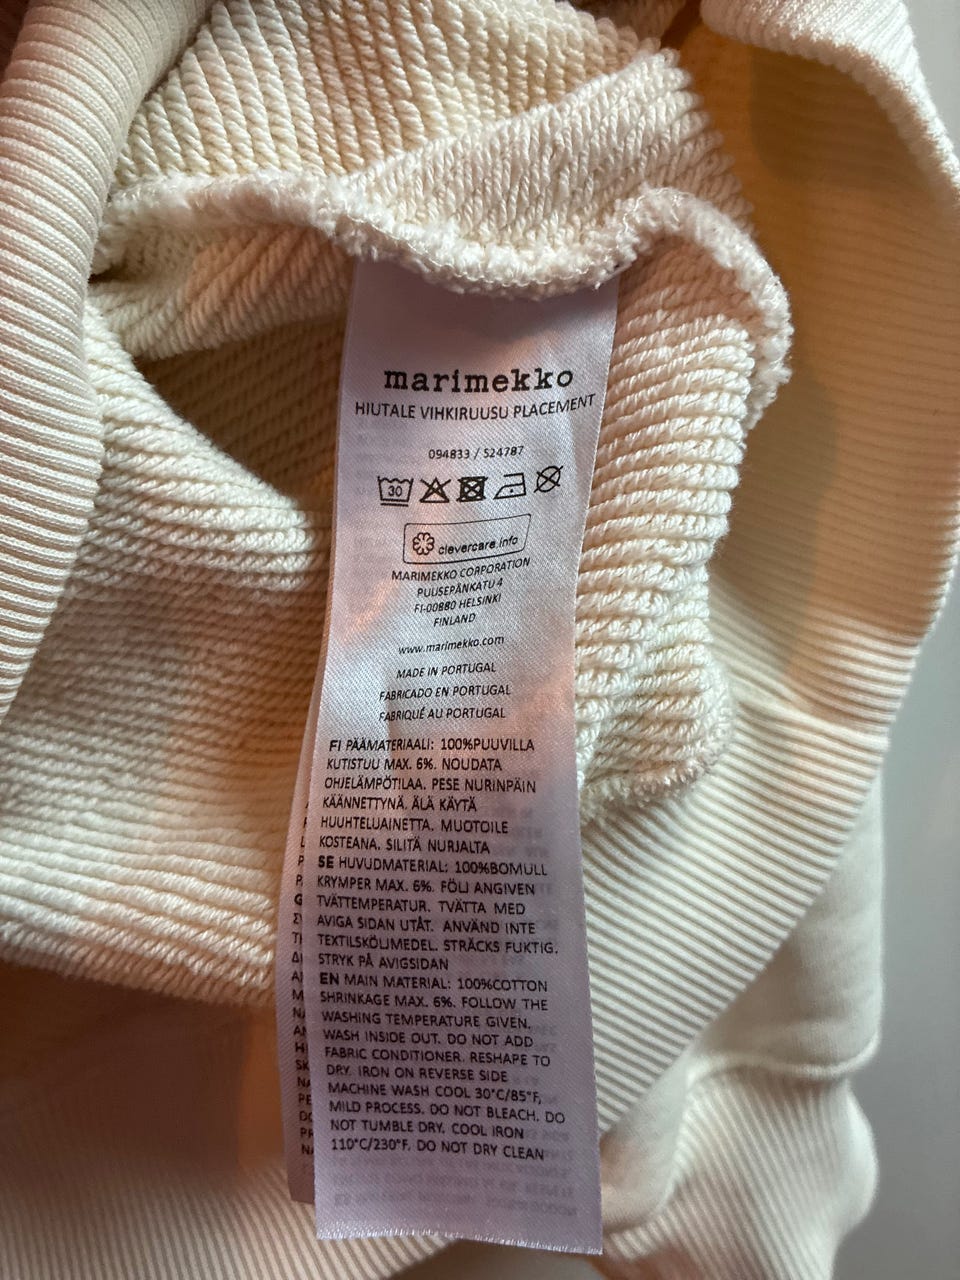 marimekko
HIUTALE VIHKIRUUSU PLACEMENT
094833 / 524787
30
clevercare.info
MARIMEKKO CORPORATION
PUUSEPÄNKATU 4
FI-00880 HELSINKI
FINLAND
www.marimekko.com
MADE IN PORTUGAL
FABRICADO EN PORTUGAL
FABRIQUÉ AU PORTUGAL
FI PÄÄMATERIAALI: 100%PUUVILLA
KUTISTUU MAX. 6%. NOUDATA
OHJELÄMPÖTILAA. PESE NURINPÄIN
KÄÄNNETTYNÄ. ÄLÄ KÄYTÄ
HUUHTELUAINETTA. MUOTOILE
KOSTEANA. SILITÄ NURJALTA
SE HUVUDMATERIAL: 100%BOMULL
KRYMPER MAX. 6%. FÖLJ ANGIVEN
TVÄTTEMPERATUR. TVÄTTA MED
AVIGA SIDAN UTÅT. ANVÄND INTE
TEXTILSKÖLJMEDEL. STRÄCKS FUKTIG.
STRYK PÅ AVIGSIDAN
EN MAIN MATERIAL: 100%COTTON
SHRINKAGE MAX. 6%. FOLLOW THE
WASHING TEMPERATURE GIVEN.
WASH INSIDE OUT. DO NOT ADD
FABRIC CONDITIONER. RESHAPE TO
DRY. IRON ON REVERSE SIDE
MACHINE WASH COOL 30°C/85°F,
MILD PROCESS. DO NOT BLEACH. DO
NOT TUMBLE DRY. COOL IRON
110°C/230°F. DO NOT DRY CLEAN